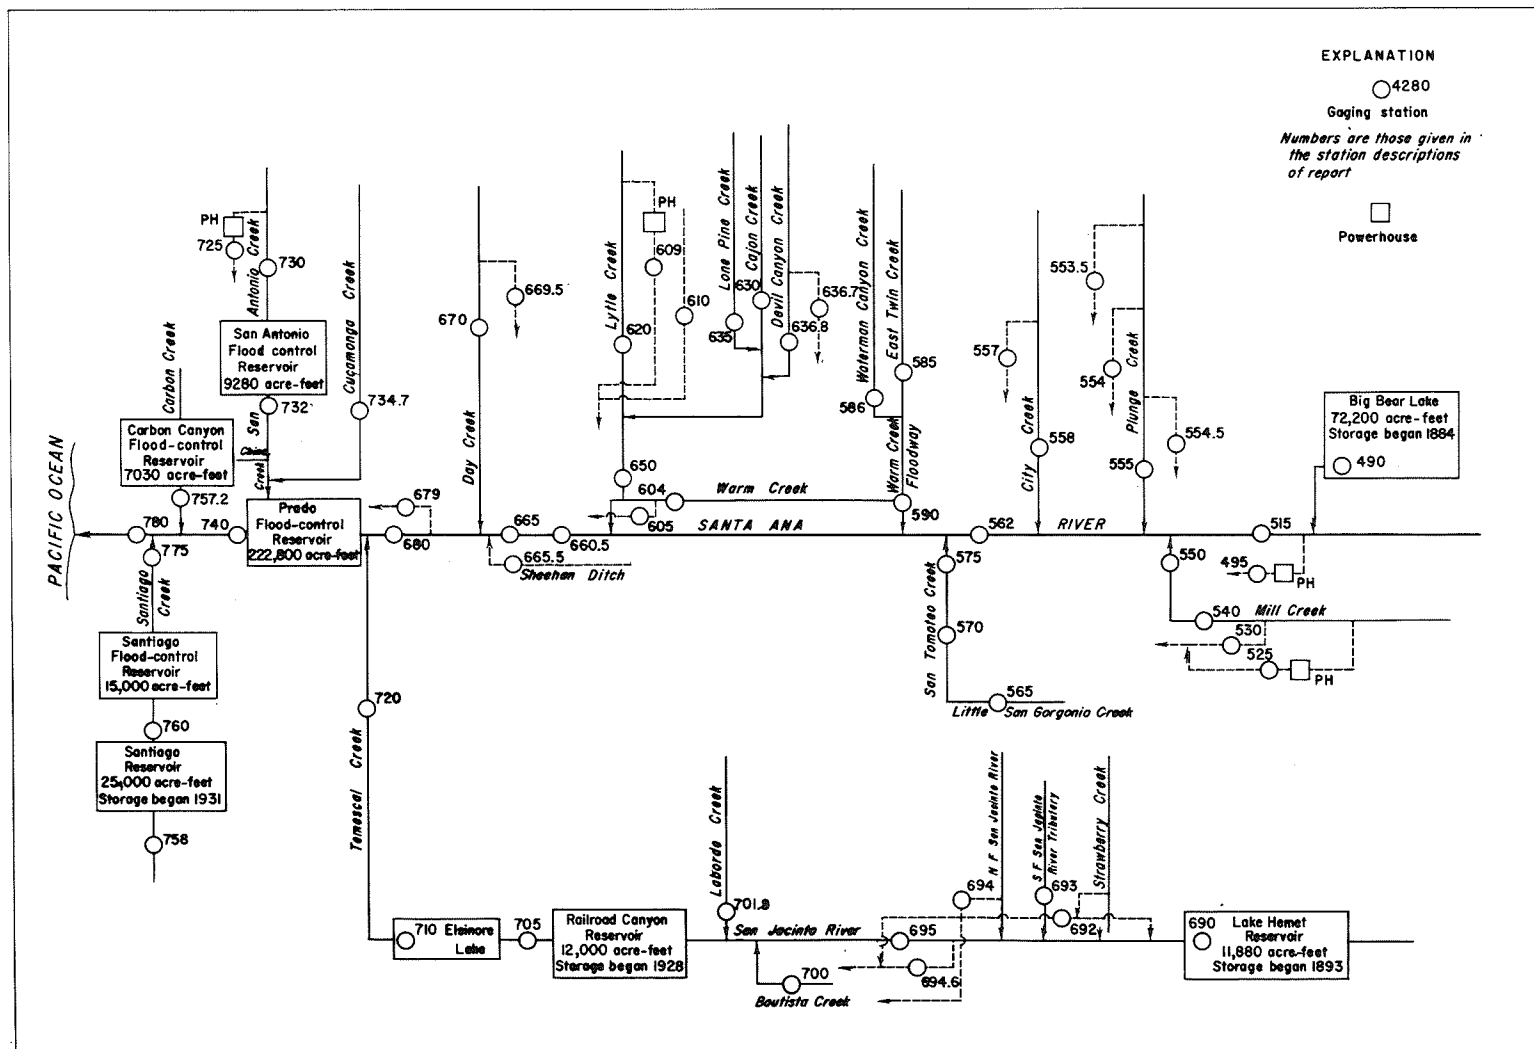 EXPLANATION
4280
Gaging station
Numbers are those given in
the station descriptions
of report
Powerhouse
PH
725
San Antonio Creek
730
San Antonio
Flood control
Reservoir
9280 acre-feet
732
Cucamonga Creek
734.7
Carbon Creek
Carbon Canyon
Flood-control
Reservoir
7030 acre-feet
757.2
Chino
Creek
Prado
Flood-control
Reservoir
222,800 acre-feet
PACIFIC OCEAN
780
740
775
Santiago
Creek
Santiago
Flood-control
Reservoir
15,000 acre-feet
760
Santiago
Reservoir
25,000 acre-feet
Storage began 1931
758
679
680
Day Creek
670
669.5
665
660.5
665.5
Sheehan Ditch
Lytle Creek
PH
609
610
620
650
604
605
Warm Creek
SANTA ANA
RIVER
Lone Pine Creek
635
Cajon Creek
630
Devil Canyon Creek
636.7
636.8
Waterman Canyon Creek
586
East Twin Creek
585
Warm Creek
Floodway
590
562
City Creek
557
558
Plunge Creek
553.5
554
554.5
555
Big Bear Lake
72,200 acre-feet
Storage began 1884
490
515
495
PH
550
540
Mill Creek
530
525
PH
575
San Tomoteo Creek
570
565
Little San Gorgonio Creek
720
Temescal Creek
710 Elsinore
Lake
705
Railroad Canyon
Reservoir
12,000 acre-feet
Storage began 1928
Laborde Creek
701.8
San Jacinto River
700
Bautista Creek
695
694
694.6
N F San Jacinto River
S F San Jacinto
River Tributary
693
692
Strawberry Creek
690
Lake Hemet
Reservoir
11,880 acre-feet
Storage began 1893